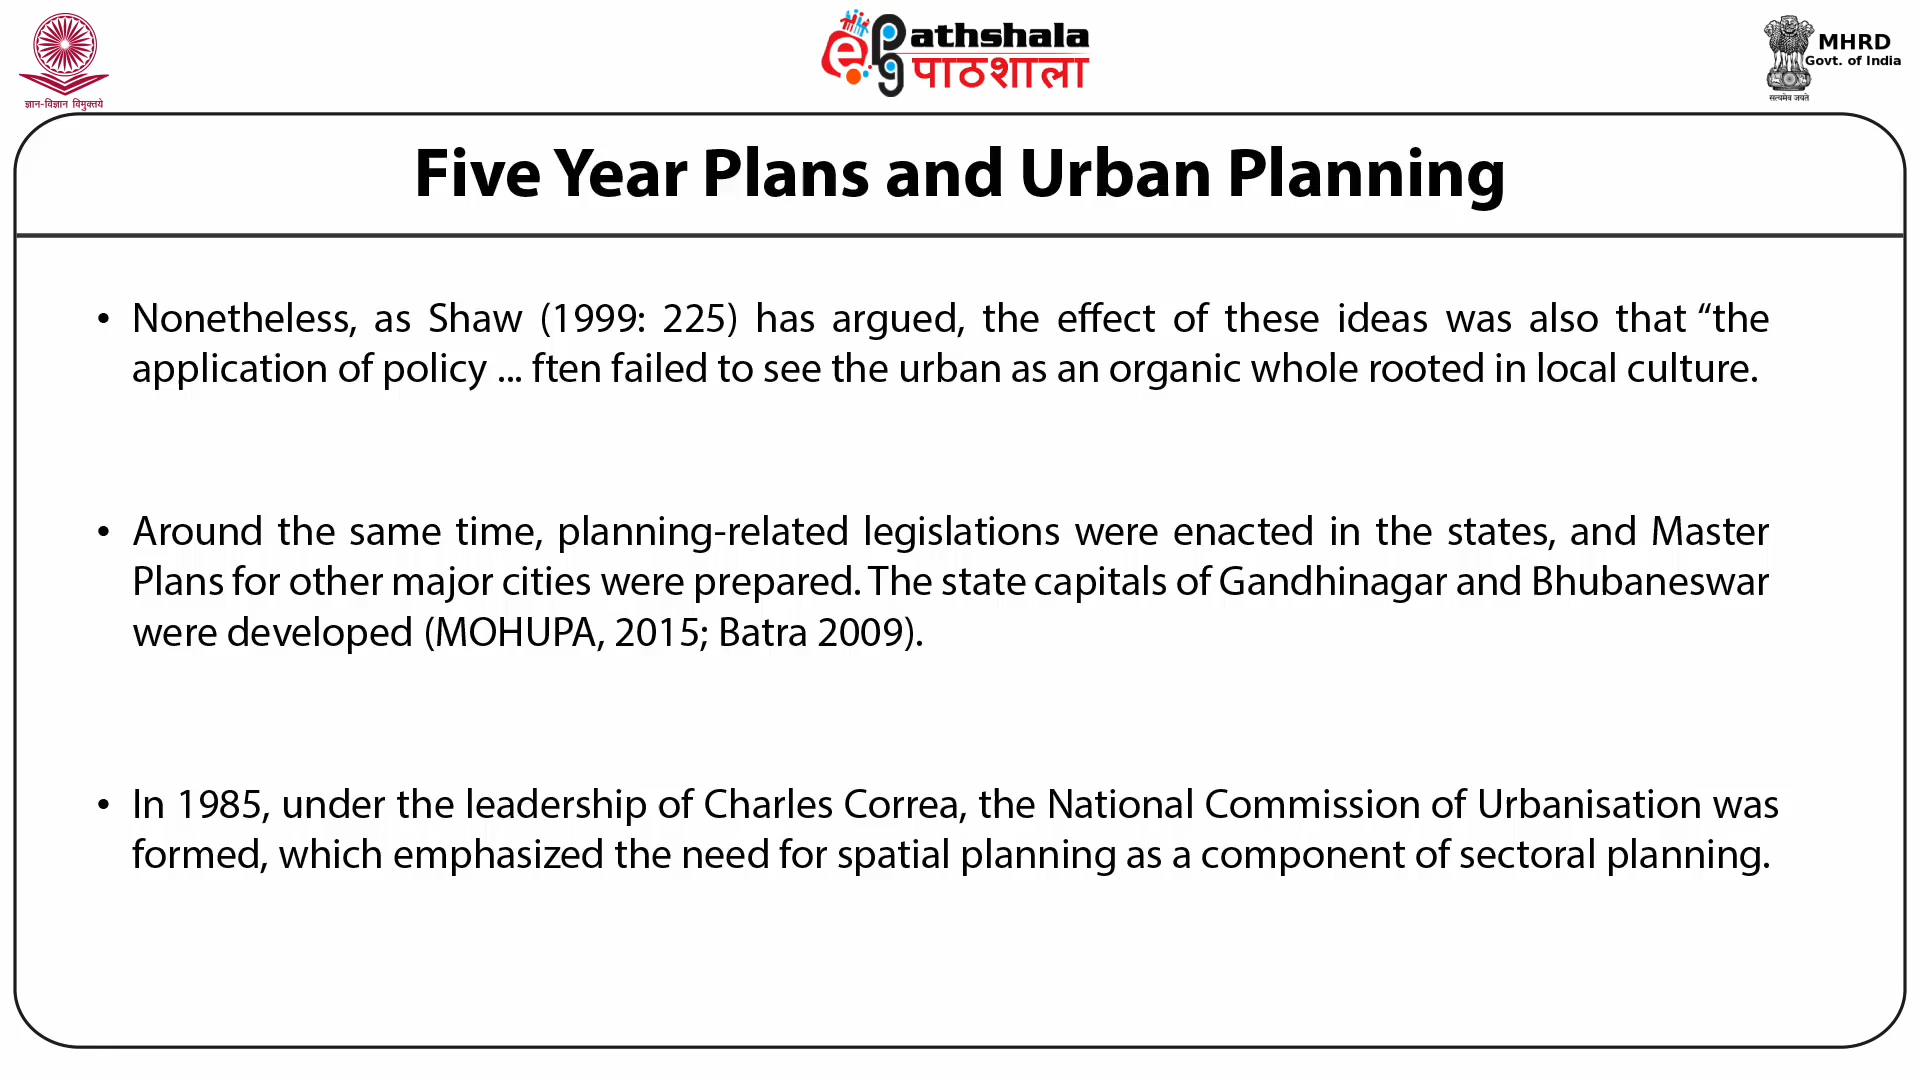 ज्ञान-विज्ञान विमुक्तये
e Pathshala
पाठशाला
MHRD
Govt. of India
सत्यमेव जयते
Five Year Plans and Urban Planning
• Nonetheless, as Shaw (1999: 225) has argued, the effect of these ideas was also that “the
application of policy ... ften failed to see the urban as an organic whole rooted in local culture.
• Around the same time, planning-related legislations were enacted in the states, and Master
Plans for other major cities were prepared. The state capitals of Gandhinagar and Bhubaneswar
were developed (MOHUPA, 2015; Batra 2009).
• In 1985, under the leadership of Charles Correa, the National Commission of Urbanisation was
formed, which emphasized the need for spatial planning as a component of sectoral planning.